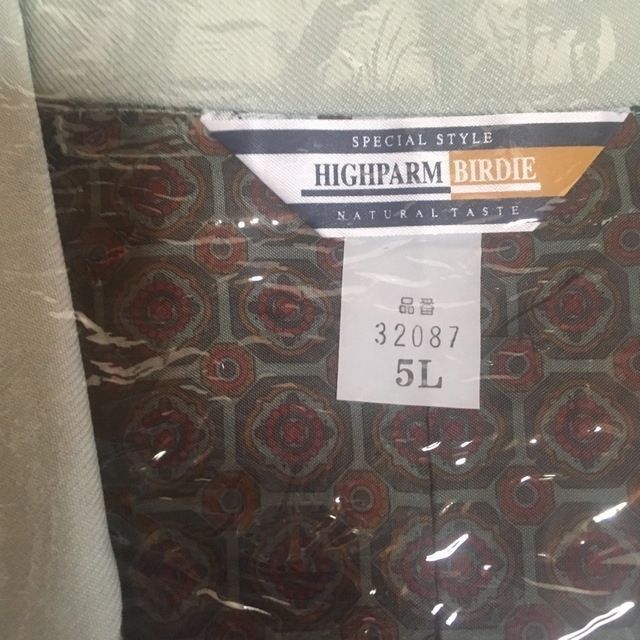 SPECIAL STYLE
HIGHPARM BIRDIE
NATURAL TASTE
品番
32087
5L